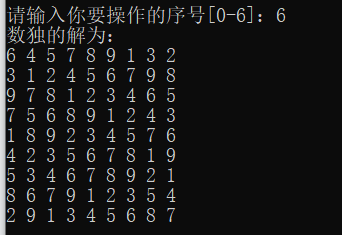 请输入你要操作的序号[0-6]：6
数独的解为：
6 4 5 7 8 9 1 3 2
3 1 2 4 5 6 7 9 8
9 7 8 1 2 3 4 6 5
7 5 6 8 9 1 2 4 3
1 8 9 2 3 4 5 7 6
4 2 3 5 6 7 8 1 9
5 3 4 6 7 8 9 2 1
8 6 7 9 1 2 3 5 4
2 9 1 3 4 5 6 8 7